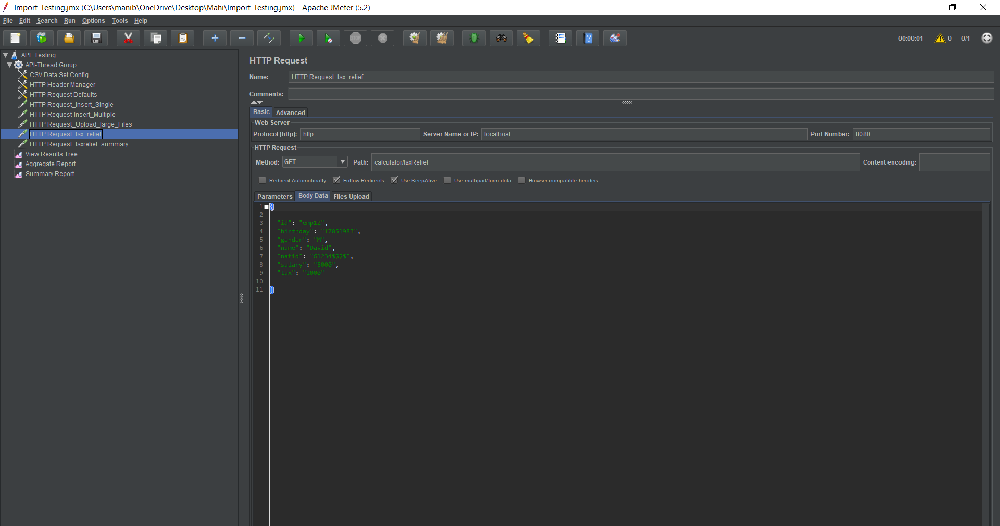 Import_Testing.jmx (C:\Users\manib\OneDrive\Desktop\Mahi\Import_Testing.jmx) - Apache JMeter (5.2)
File Edit Search Run Options Tools Help
STOP
00:00:01 0 0/1
API_Testing
API-Thread Group
CSV Data Set Config
HTTP Header Manager
HTTP Request Defaults
HTTP Request_Insert_Single
HTTP Request-Insert_Multiple
HTTP Request_Upload_large_Files
HTTP Request_tax_relief
HTTP Request_taxrelief_summary
View Results Tree
Aggregate Report
Summary Report
HTTP Request
Name: HTTP Request_tax_relief
Comments:
Basic Advanced
Web Server
Protocol [http]: http Server Name or IP: localhost Port Number: 8080
HTTP Request
Method: GET Path: calculator/taxRelief Content encoding:
Redirect Automatically Follow Redirects Use KeepAlive Use multipart/form-data Browser-compatible headers
Parameters Body Data Files Upload
1 {
2
3 "id": "emp12",
4 "birthday": "17051983",
5 "gender": "M",
6 "name": "David",
7 "natid": "G1234$$$$",
8 "salary": "5000",
9 "tax": "1000"
10
11 }